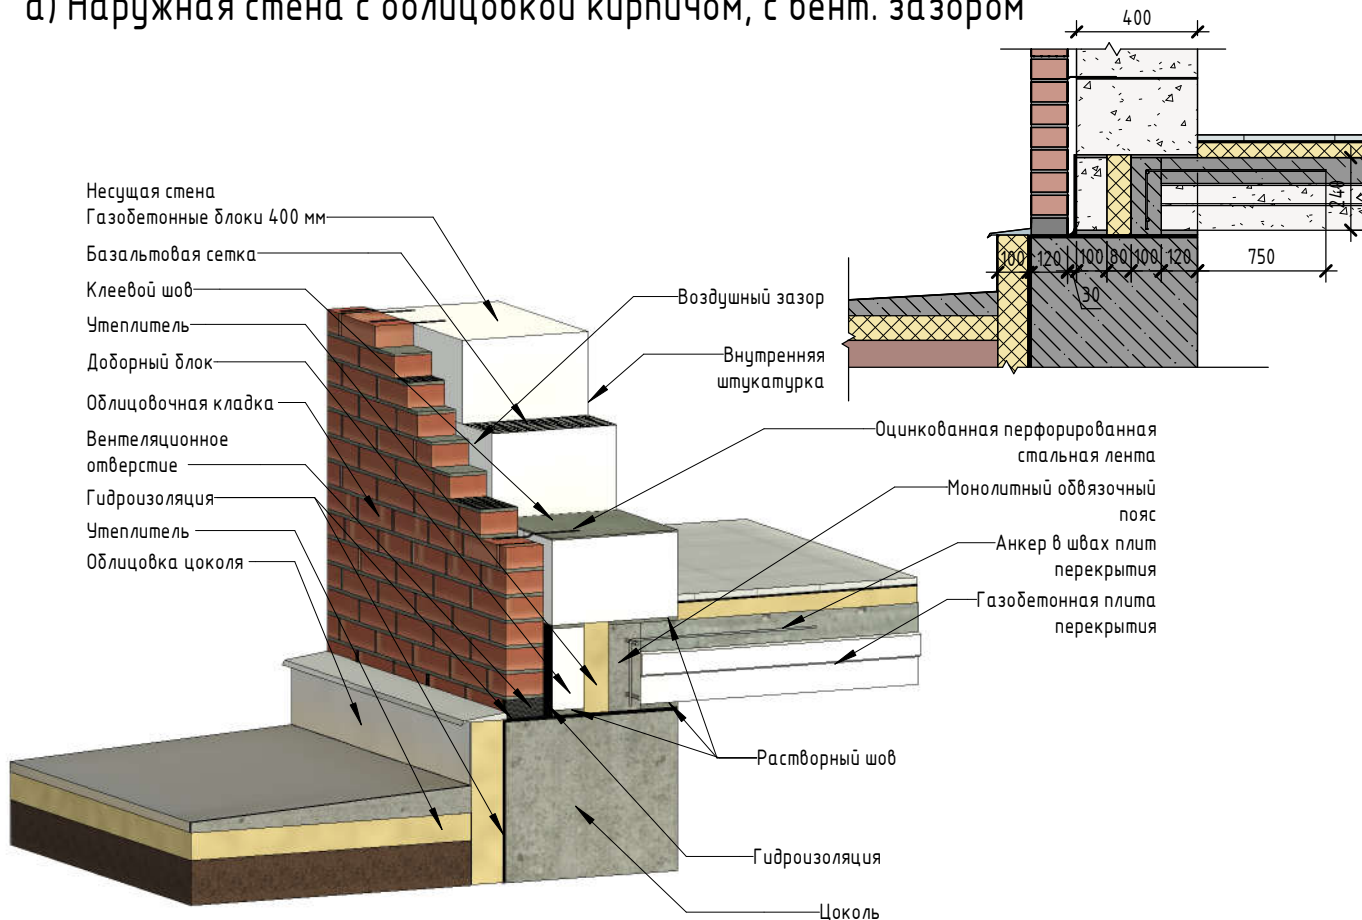 а) Наружная стена с облицовкой кирпичом, с вент. зазором
400
Несущая стена
Газобетонные блоки 400 мм
Базальтовая сетка
Клеевой шов
Утеплитель
Доборный блок
Облицовочная кладка
Вентеляционное
отверстие
Гидроизоляция
Утеплитель
Облицовка цоколя
Воздушный зазор
Внутренняя
штукатурка
240
100
120
100
80
100
120
750
30
Оцинкованная перфорированная
стальная лента
Монолитный обвязочный
пояс
Анкер в швах плит
перекрытия
Газобетонная плита
перекрытия
Растворный шов
Гидроизоляция
Цоколь